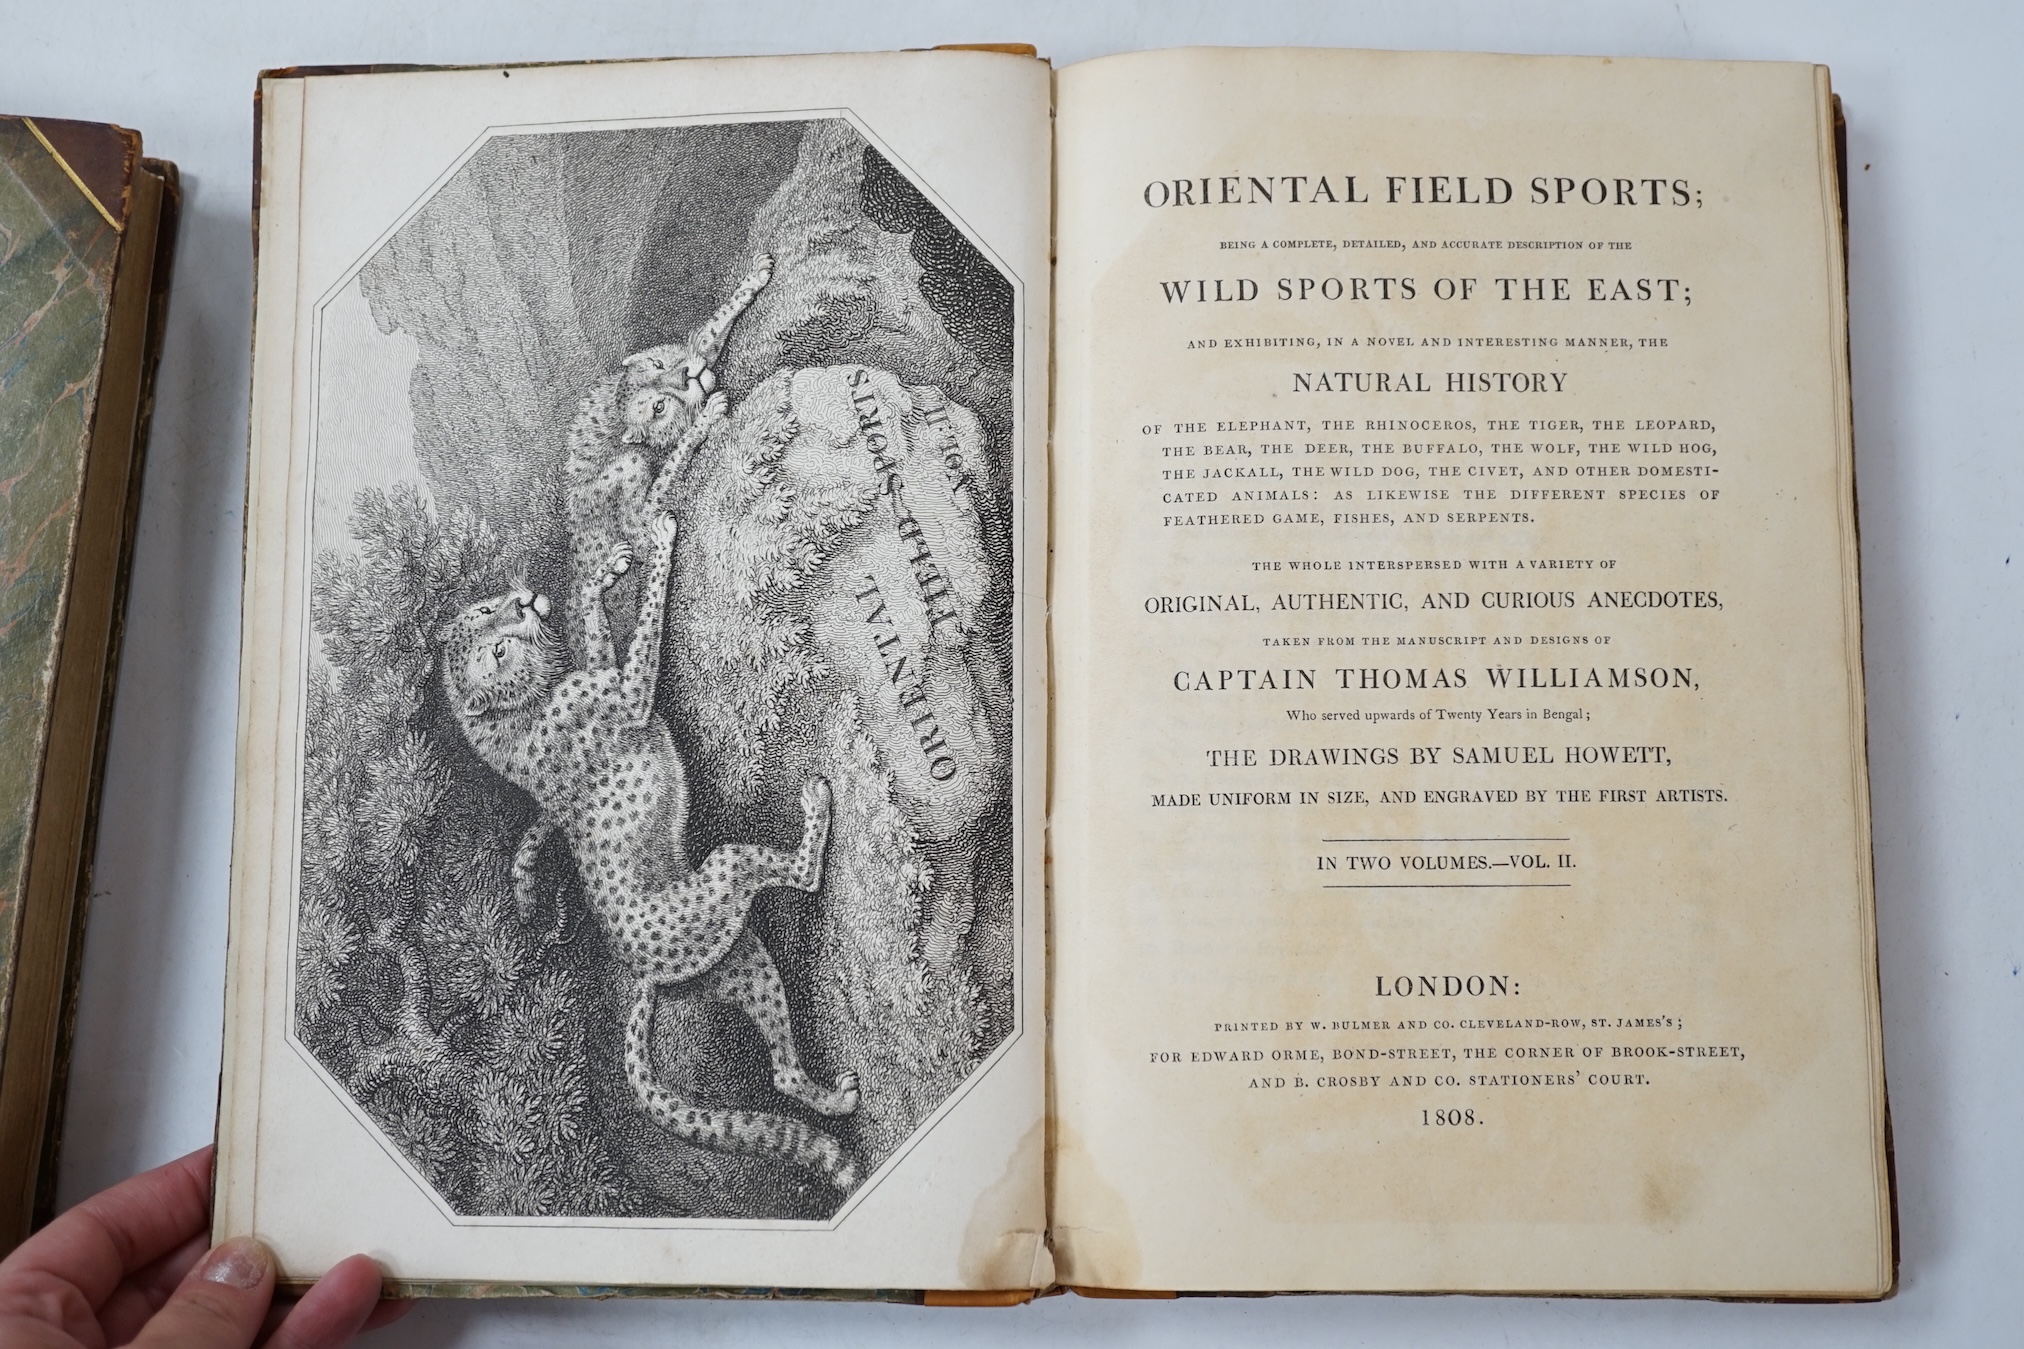 ORIENTAL
FIELD SPORTS
VOL. II
ORIENTAL FIELD SPORTS;
BEING A COMPLETE, DETAILED, AND ACCURATE DESCRIPTION OF THE
WILD SPORTS OF THE EAST;
AND EXHIBITING, IN A NOVEL AND INTERESTING MANNER, THE
NATURAL HISTORY
OF THE ELEPHANT, THE RHINOCEROS, THE TIGER, THE LEOPARD,
THE BEAR, THE DEER, THE BUFFALO, THE WOLF, THE WILD HOG,
THE JACKALL, THE WILD DOG, THE CIVET, AND OTHER DOMESTI-
CATED ANIMALS: AS LIKEWISE THE DIFFERENT SPECIES OF
FEATHERED GAME, FISHES, AND SERPENTS.
THE WHOLE INTERSPERSED WITH A VARIETY OF
ORIGINAL, AUTHENTIC, AND CURIOUS ANECDOTES,
TAKEN FROM THE MANUSCRIPT AND DESIGNS OF
CAPTAIN THOMAS WILLIAMSON,
Who served upwards of Twenty Years in Bengal;
THE DRAWINGS BY SAMUEL HOWETT,
MADE UNIFORM IN SIZE, AND ENGRAVED BY THE FIRST ARTISTS.
IN TWO VOLUMES.—VOL. II.
LONDON:
PRINTED BY W. BULMER AND CO. CLEVELAND-ROW, ST. JAMES'S;
FOR EDWARD ORME, BOND-STREET, THE CORNER OF BROOK-STREET,
AND B. CROSBY AND CO. STATIONERS' COURT.
1808.